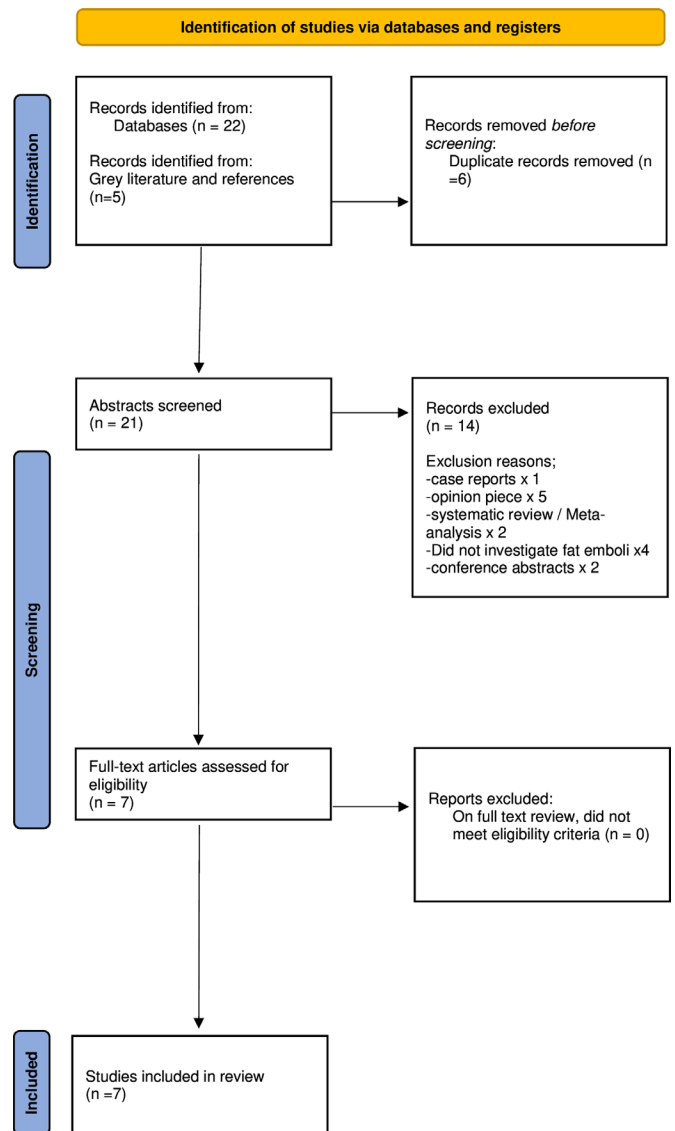 Identification of studies via databases and registers
Identification
Records identified from:
Databases (n = 22)
Records identified from:
Grey literature and references
(n=5)
Records removed before
screening:
Duplicate records removed (n
=6)
Screening
Abstracts screened
(n = 21)
Records excluded
(n = 14)
Exclusion reasons;
-case reports x 1
-opinion piece x 5
-systematic review / Meta-
analysis x 2
-Did not investigate fat emboli x4
-conference abstracts x 2
Full-text articles assessed for
eligibility
(n = 7)
Reports excluded:
On full text review, did not
meet eligibility criteria (n = 0)
Included
Studies included in review
(n =7)